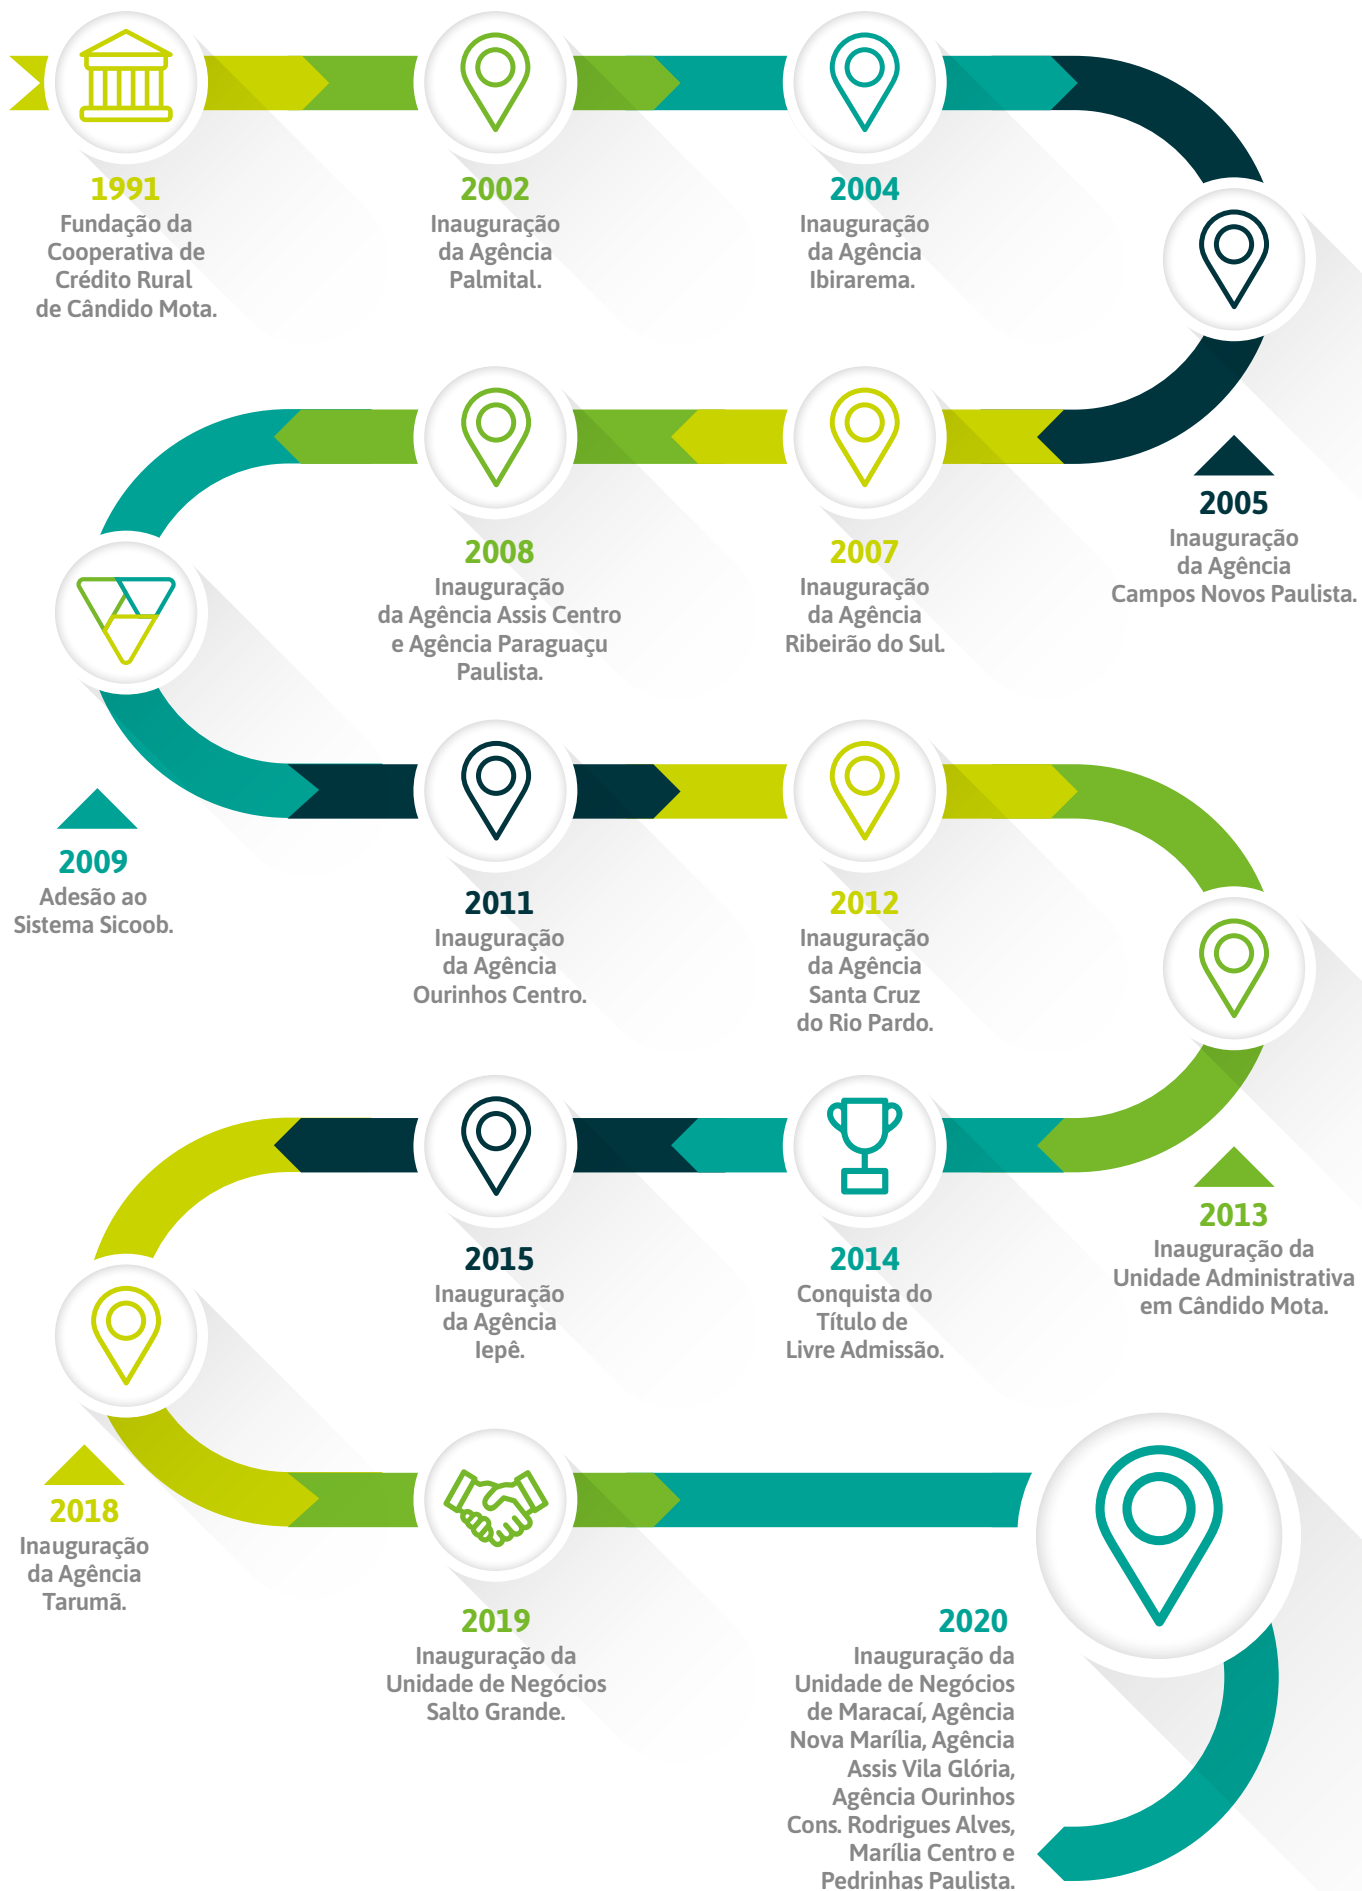 1991
Fundação da
Cooperativa de
Crédito Rural
de Cândido Mota.
2002
Inauguração
da Agência
Palmital.
2004
Inauguração
da Agência
Ibirarema.
2005
Inauguração
da Agência
Campos Novos Paulista.
2007
Inauguração
da Agência
Ribeirão do Sul.
2008
Inauguração
da Agência Assis Centro
e Agência Paraguaçu
Paulista.
2009
Adesão ao
Sistema Sicoob.
2011
Inauguração
da Agência
Ourinhos Centro.
2012
Inauguração
da Agência
Santa Cruz
do Rio Pardo.
2013
Inauguração da
Unidade Administrativa
em Cândido Mota.
2014
Conquista do
Título de
Livre Admissão.
2015
Inauguração
da Agência
Iepê.
2018
Inauguração
da Agência
Tarumã.
2019
Inauguração da
Unidade de Negócios
Salto Grande.
2020
Inauguração da
Unidade de Negócios
de Maracaí, Agência
Nova Marília, Agência
Assis Vila Glória,
Agência Ourinhos
Cons. Rodrigues Alves,
Marília Centro e
Pedrinhas Paulista.